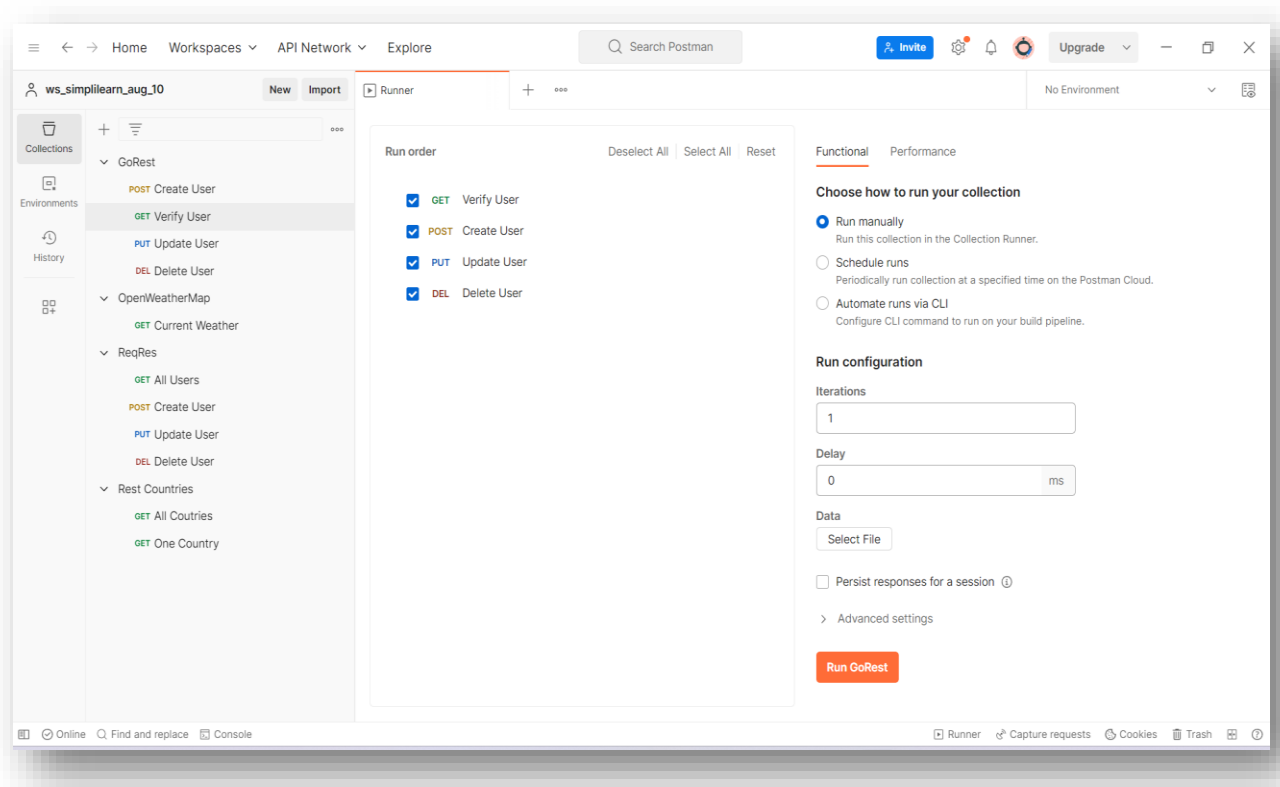 Home Workspaces API Network Explore Search Postman Invite Upgrade
ws_simplilearn_aug_10 New Import Runner No Environment
Collections
Environments
History
GoRest
POST Create User
GET Verify User
PUT Update User
DEL Delete User
OpenWeatherMap
GET Current Weather
ReqRes
GET All Users
POST Create User
PUT Update User
DEL Delete User
Rest Countries
GET All Coutries
GET One Country
Run order Deselect All Select All Reset
GET Verify User
POST Create User
PUT Update User
DEL Delete User
Functional Performance
Choose how to run your collection
Run manually
Run this collection in the Collection Runner.
Schedule runs
Periodically run collection at a specified time on the Postman Cloud.
Automate runs via CLI
Configure CLI command to run on your build pipeline.
Run configuration
Iterations
1
Delay
0 ms
Data
Select File
Persist responses for a session
Advanced settings
Run GoRest
Online Find and replace Console Runner Capture requests Cookies Trash